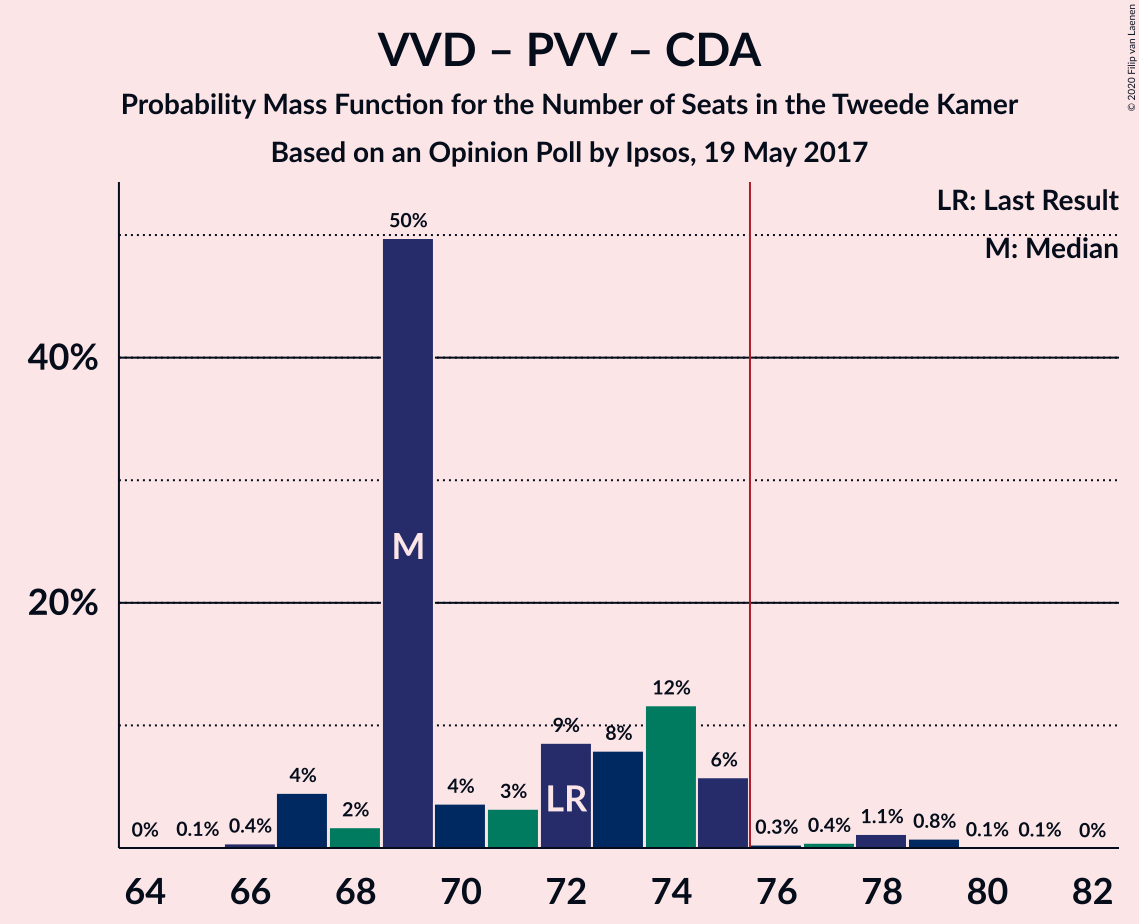 VVD – PVV – CDA
Probability Mass Function for the Number of Seats in the Tweede Kamer
Based on an Opinion Poll by Ipsos, 19 May 2017
© 2020 Filip van Laenen
LR: Last Result
M: Median
40%
20%
0% 0.1% 0.4% 4% 2% 50% 4% 3% 9% 8% 12% 6% 0.3% 0.4% 1.1% 0.8% 0.1% 0.1% 0%
M
LR
64 66 68 70 72 74 76 78 80 82